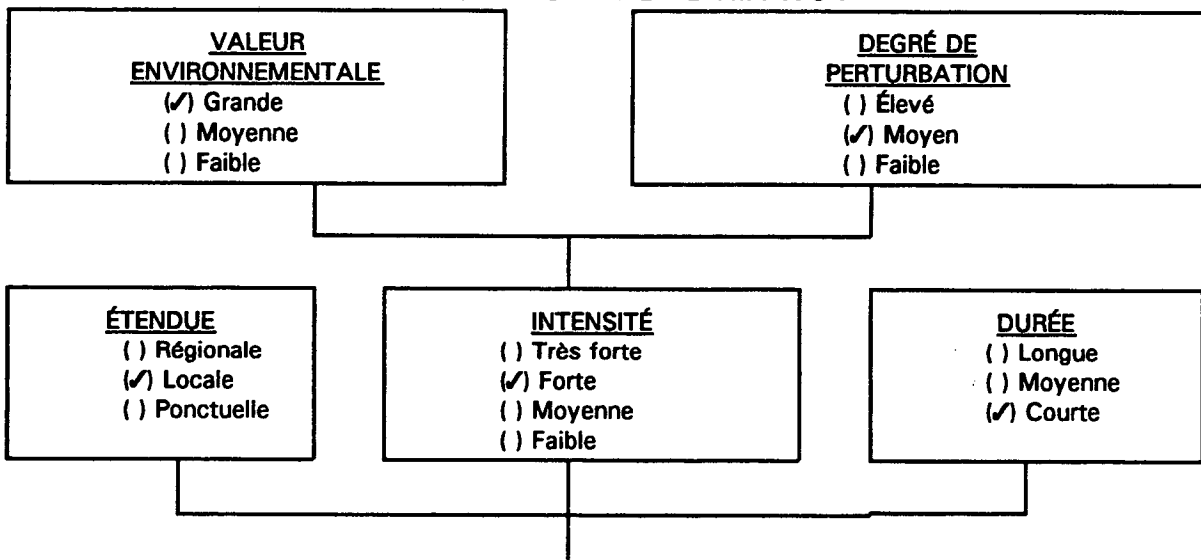 VALEUR
ENVIRONNEMENTALE
(✓) Grande
( ) Moyenne
( ) Faible
DEGRÉ DE
PERTURBATION
( ) Élevé
(✓) Moyen
( ) Faible
ÉTENDUE
( ) Régionale
(✓) Locale
( ) Ponctuelle
INTENSITÉ
( ) Très forte
(✓) Forte
( ) Moyenne
( ) Faible
DURÉE
( ) Longue
( ) Moyenne
(✓) Courte